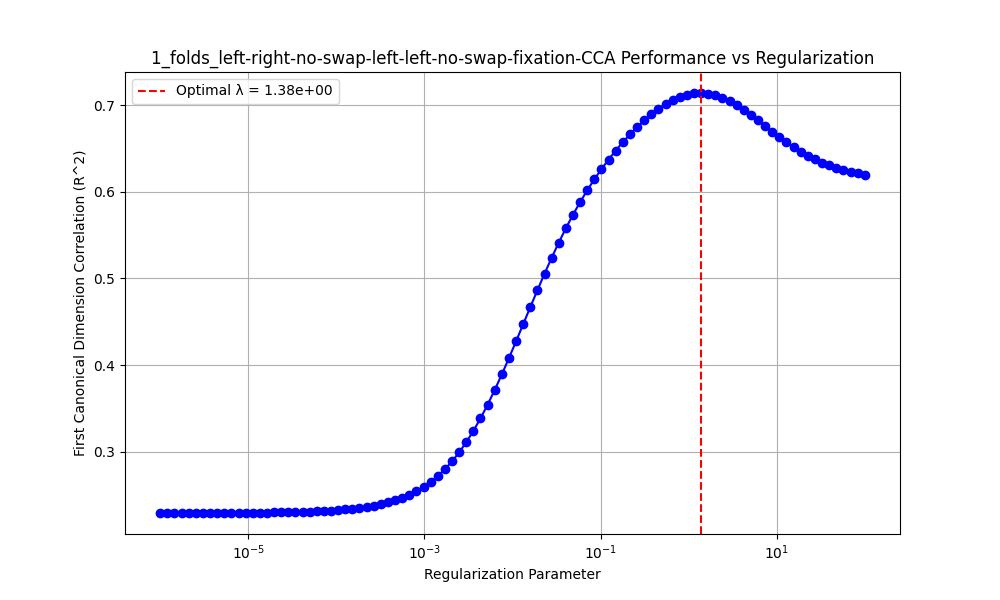 1_folds_left-right-no-swap-left-left-no-swap-fixation-CCA Performance vs Regularization
Optimal λ = 1.38e+00
First Canonical Dimension Correlation (R^2)
0.7
0.6
0.5
0.4
0.3
10^{-5}
10^{-3}
10^{-1}
10^{1}
Regularization Parameter